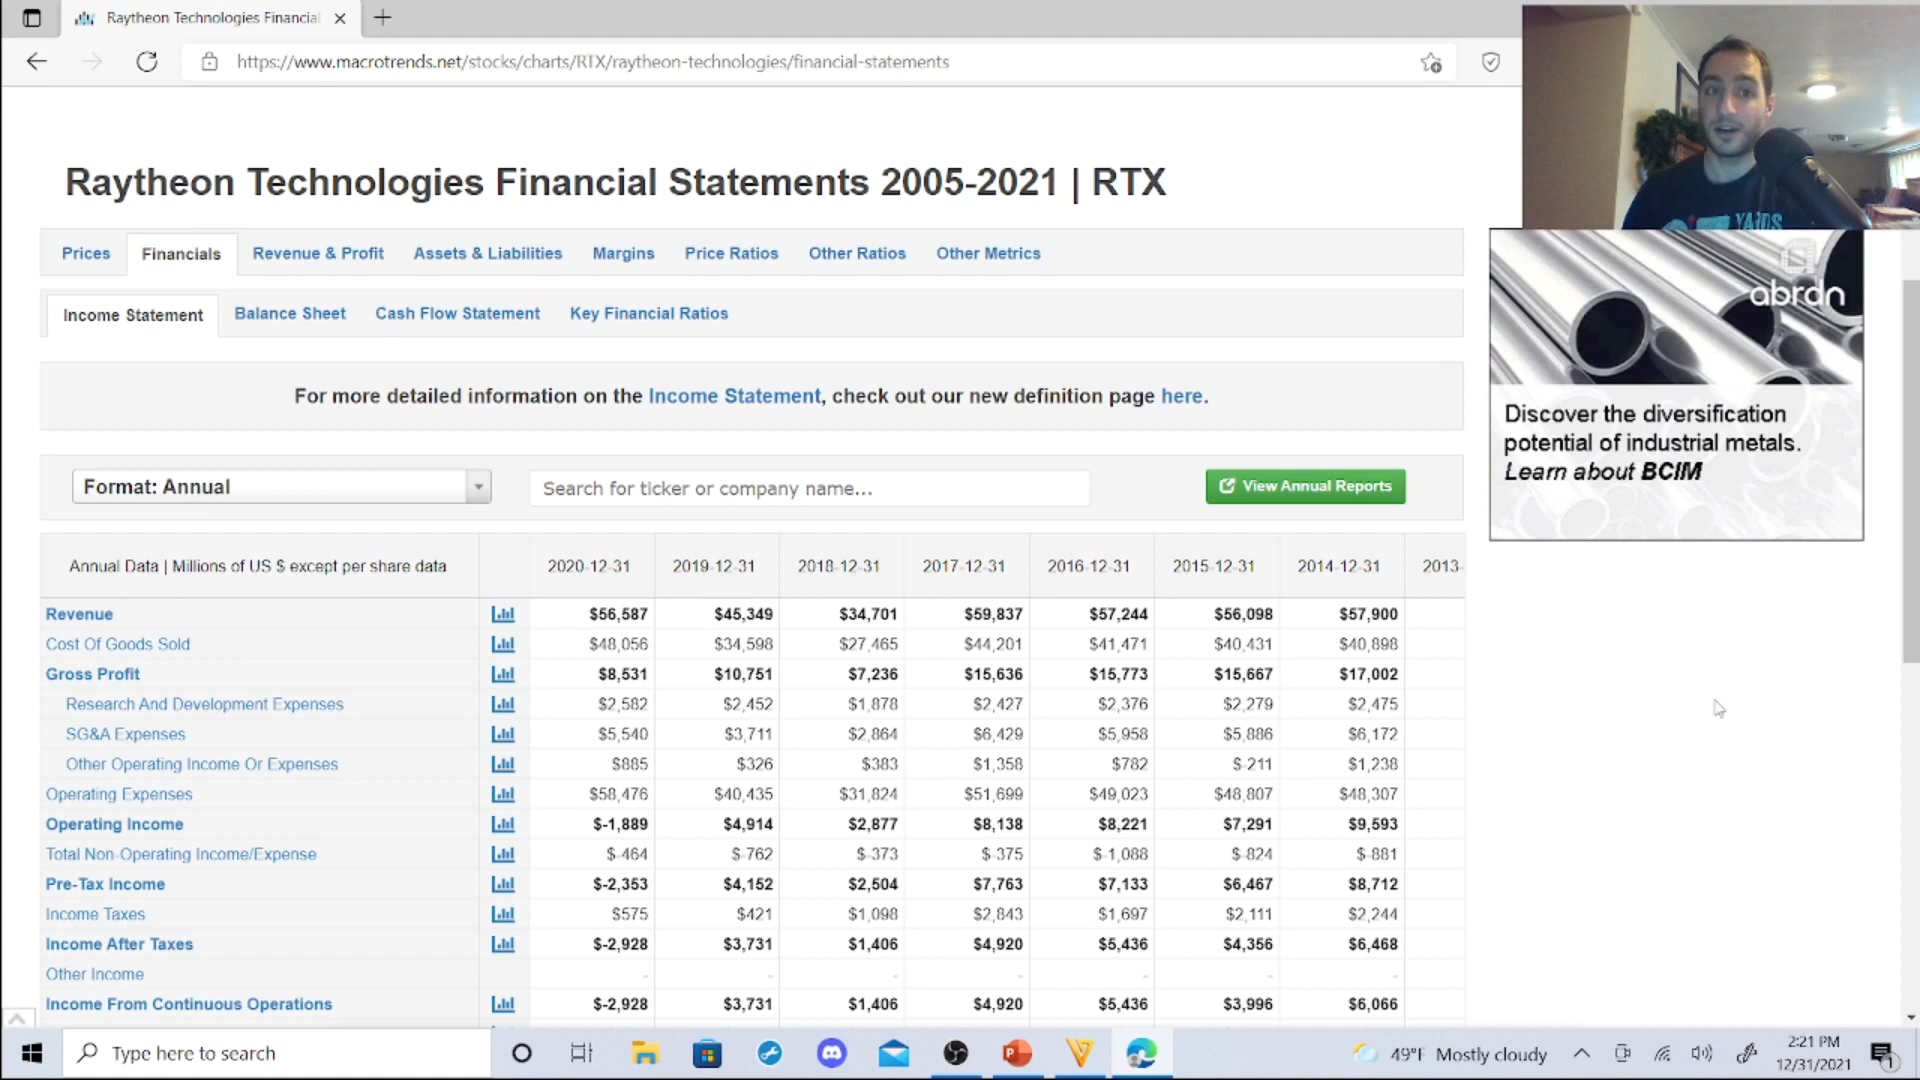 Raytheon Technologies Financial
https://www.macrotrends.net/stocks/charts/RTX/raytheon-technologies/financial-statements
YARDS
Raytheon Technologies Financial Statements 2005-2021 | RTX
Prices Financials Revenue & Profit Assets & Liabilities Margins Price Ratios Other Ratios Other Metrics
abrdn
Income Statement Balance Sheet Cash Flow Statement Key Financial Ratios
For more detailed information on the Income Statement, check out our new definition page here.
Discover the diversification
potential of industrial metals.
Learn about BCIM
Format: Annual Search for ticker or company name... View Annual Reports
Annual Data | Millions of US $ except per share data 2020-12-31 2019-12-31 2018-12-31 2017-12-31 2016-12-31 2015-12-31 2014-12-31 2013-
Revenue $56,587 $45,349 $34,701 $59,837 $57,244 $56,098 $57,900
Cost Of Goods Sold $48,056 $34,598 $27,465 $44,201 $41,471 $40,431 $40,898
Gross Profit $8,531 $10,751 $7,236 $15,636 $15,773 $15,667 $17,002
Research And Development Expenses $2,582 $2,452 $1,878 $2,427 $2,376 $2,279 $2,475
SG&A Expenses $5,540 $3,711 $2,864 $6,429 $5,958 $5,886 $6,172
Other Operating Income Or Expenses $885 $326 $383 $1,358 $782 $-211 $1,238
Operating Expenses $58,476 $40,435 $31,824 $51,699 $49,023 $48,807 $48,307
Operating Income $-1,889 $4,914 $2,877 $8,138 $8,221 $7,291 $9,593
Total Non-Operating Income/Expense $-464 $-762 $-373 $-375 $-1,088 $-824 $-881
Pre-Tax Income $-2,353 $4,152 $2,504 $7,763 $7,133 $6,467 $8,712
Income Taxes $575 $421 $1,098 $2,843 $1,697 $2,111 $2,244
Income After Taxes $-2,928 $3,731 $1,406 $4,920 $5,436 $4,356 $6,468
Other Income - - - - - - -
Income From Continuous Operations $-2,928 $3,731 $1,406 $4,920 $5,436 $3,996 $6,066
Type here to search
49°F Mostly cloudy
2:21 PM
12/31/2021
1